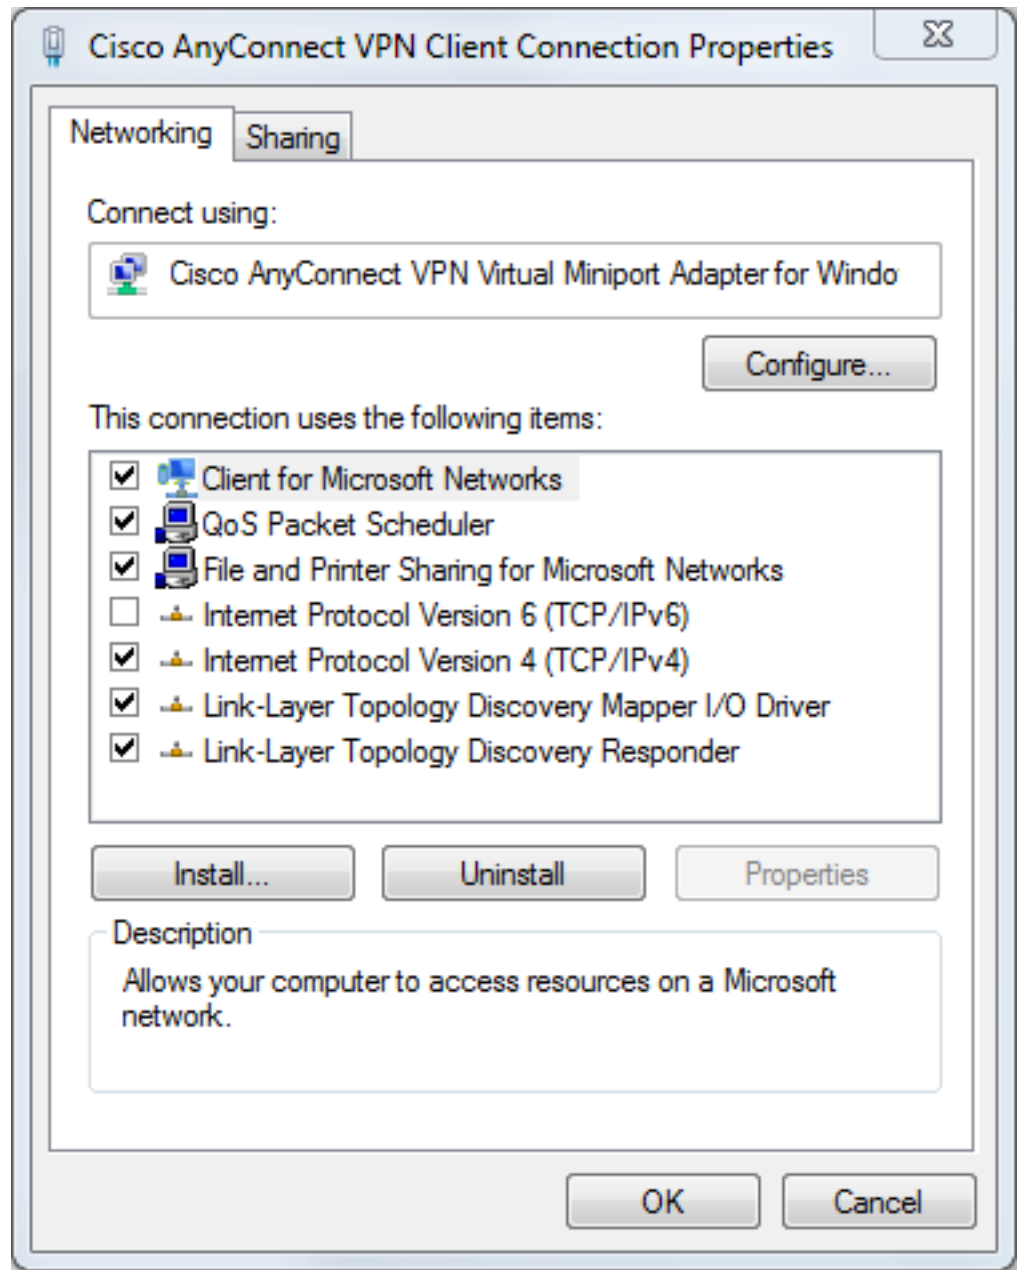 Cisco AnyConnect VPN Client Connection Properties
Networking
Sharing
Connect using:
Cisco AnyConnect VPN Virtual Miniport Adapter for Windo
Configure...
This connection uses the following items:
Client for Microsoft Networks
QoS Packet Scheduler
File and Printer Sharing for Microsoft Networks
Internet Protocol Version 6 (TCP/IPv6)
Internet Protocol Version 4 (TCP/IPv4)
Link-Layer Topology Discovery Mapper I/O Driver
Link-Layer Topology Discovery Responder
Install...
Uninstall
Properties
Description
Allows your computer to access resources on a Microsoft
network.
OK
Cancel